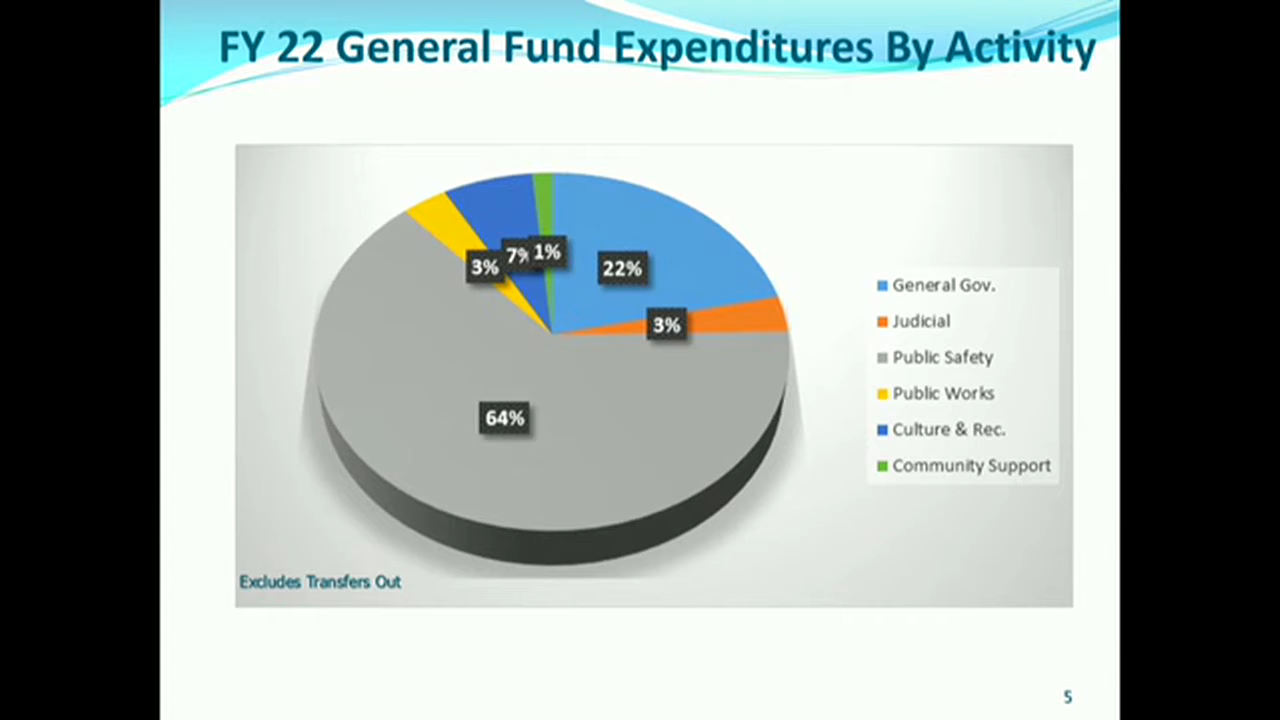 FY 22 General Fund Expenditures By Activity
3%
7%
1%
22%
3%
64%
General Gov.
Judicial
Public Safety
Public Works
Culture & Rec.
Community Support
Excludes Transfers Out
5